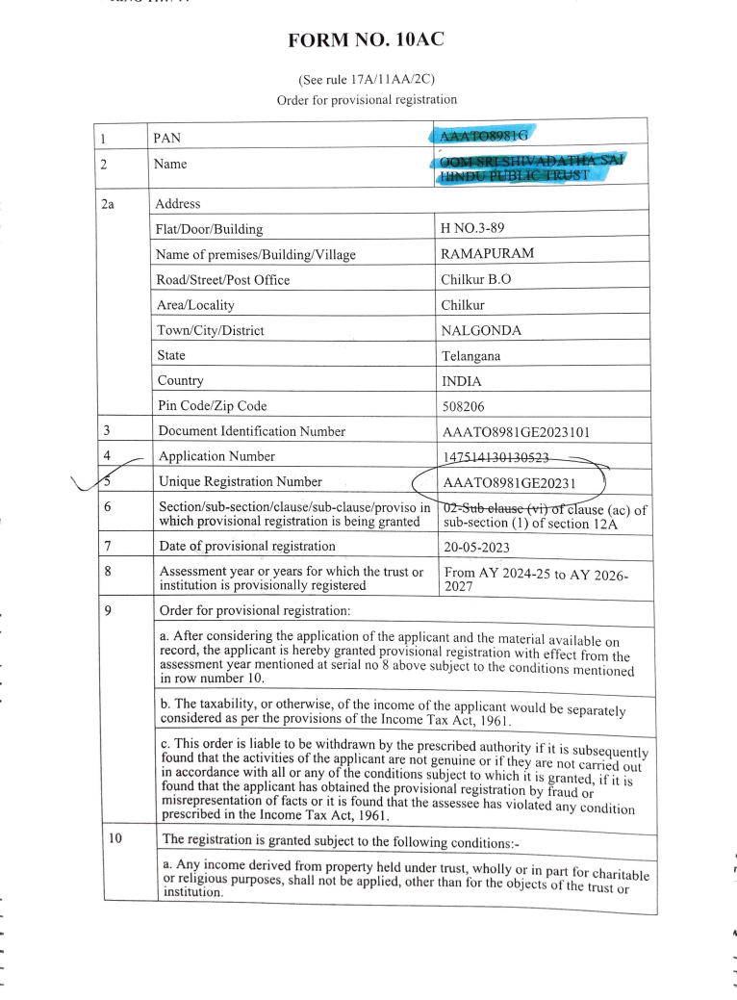 FORM NO. 10AC
(See rule 17A/11AA/2C)
Order for provisional registration
1 PAN AAATO8981G
2 Name OOM SRI SHIVADATHA SAI
HINDU PUBLIC TRUST
2a Address
Flat/Door/Building H NO.3-89
Name of premises/Building/Village RAMAPURAM
Road/Street/Post Office Chilkur B.O
Area/Locality Chilkur
Town/City/District NALGONDA
State Telangana
Country INDIA
Pin Code/Zip Code 508206
3 Document Identification Number AAATO8981GE2023101
4 Application Number 147514130130523
5 Unique Registration Number AAATO8981GE20231
6 Section/sub-section/clause/sub-clause/proviso in 02-Sub clause (vi) of clause (ac) of
which provisional registration is being granted sub-section (1) of section 12A
7 Date of provisional registration 20-05-2023
8 Assessment year or years for which the trust or From AY 2024-25 to AY 2026-
institution is provisionally registered 2027
9 Order for provisional registration:
a. After considering the application of the applicant and the material available on
record, the applicant is hereby granted provisional registration with effect from the
assessment year mentioned at serial no 8 above subject to the conditions mentioned
in row number 10.
b. The taxability, or otherwise, of the income of the applicant would be separately
considered as per the provisions of the Income Tax Act, 1961.
c. This order is liable to be withdrawn by the prescribed authority if it is subsequently
found that the activities of the applicant are not genuine or if they are not carried out
in accordance with all or any of the conditions subject to which it is granted, if it is
found that the applicant has obtained the provisional registration by fraud or
misrepresentation of facts or it is found that the assessee has violated any condition
prescribed in the Income Tax Act, 1961.
10 The registration is granted subject to the following conditions:-
a. Any income derived from property held under trust, wholly or in part for charitable
or religious purposes, shall not be applied, other than for the objects of the trust or
institution.